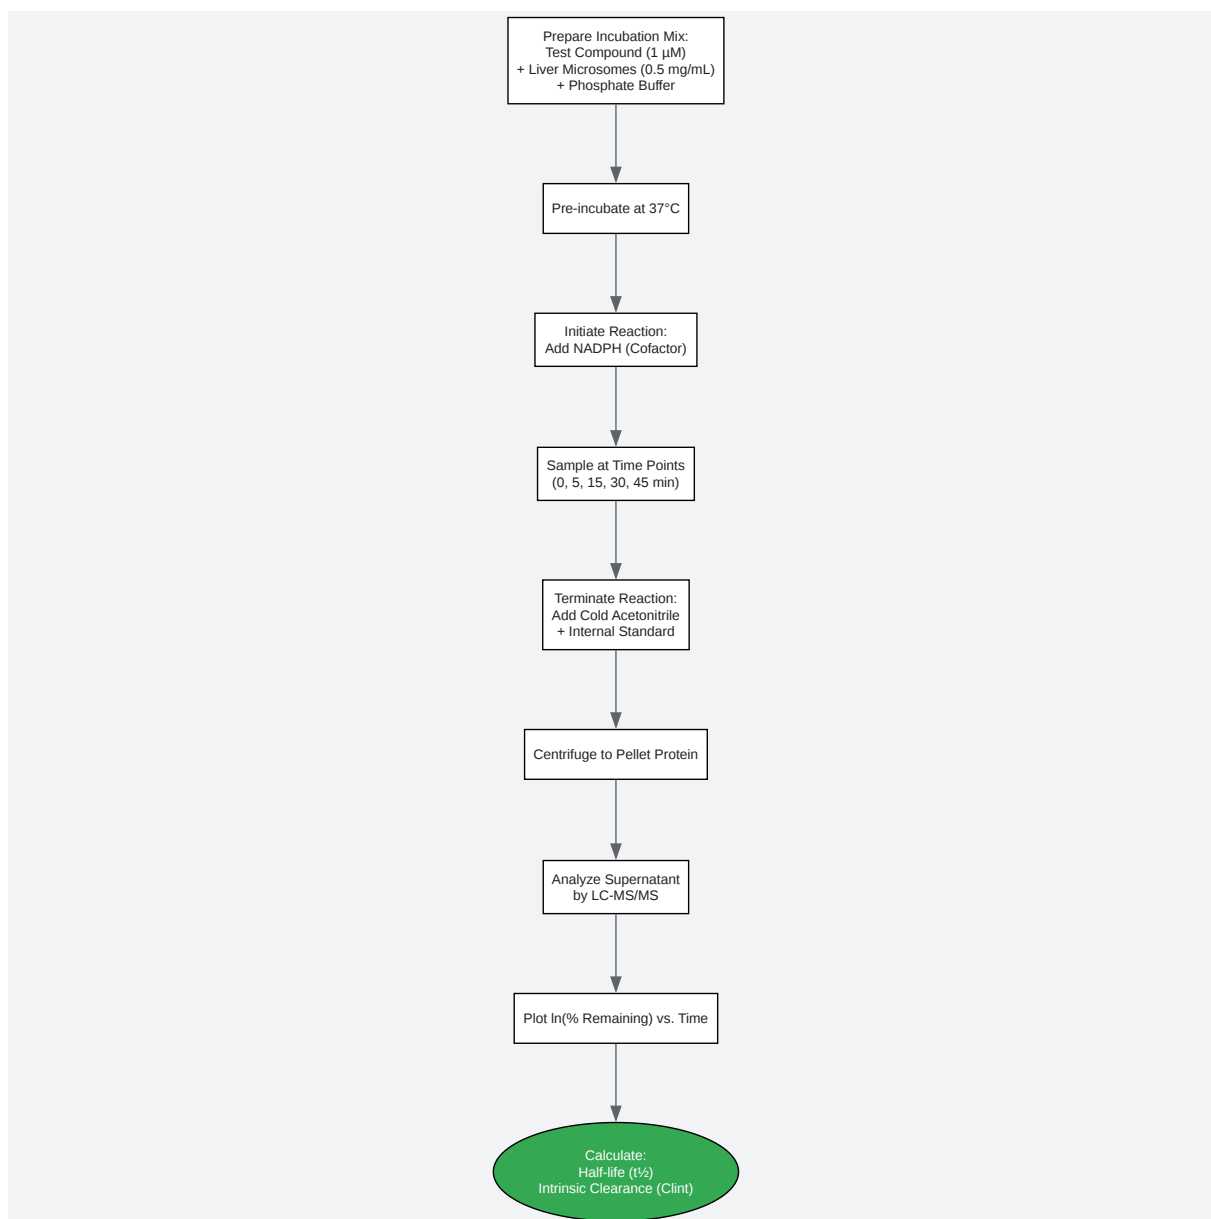 Prepare Incubation Mix:
Test Compound (1 µM)
+ Liver Microsomes (0.5 mg/mL)
+ Phosphate Buffer
Pre-incubate at 37°C
Initiate Reaction:
Add NADPH (Cofactor)
Sample at Time Points
(0, 5, 15, 30, 45 min)
Terminate Reaction:
Add Cold Acetonitrile
+ Internal Standard
Centrifuge to Pellet Protein
Analyze Supernatant
by LC-MS/MS
Plot ln(% Remaining) vs. Time
Calculate:
Half-life (t½)
Intrinsic Clearance (Clint)